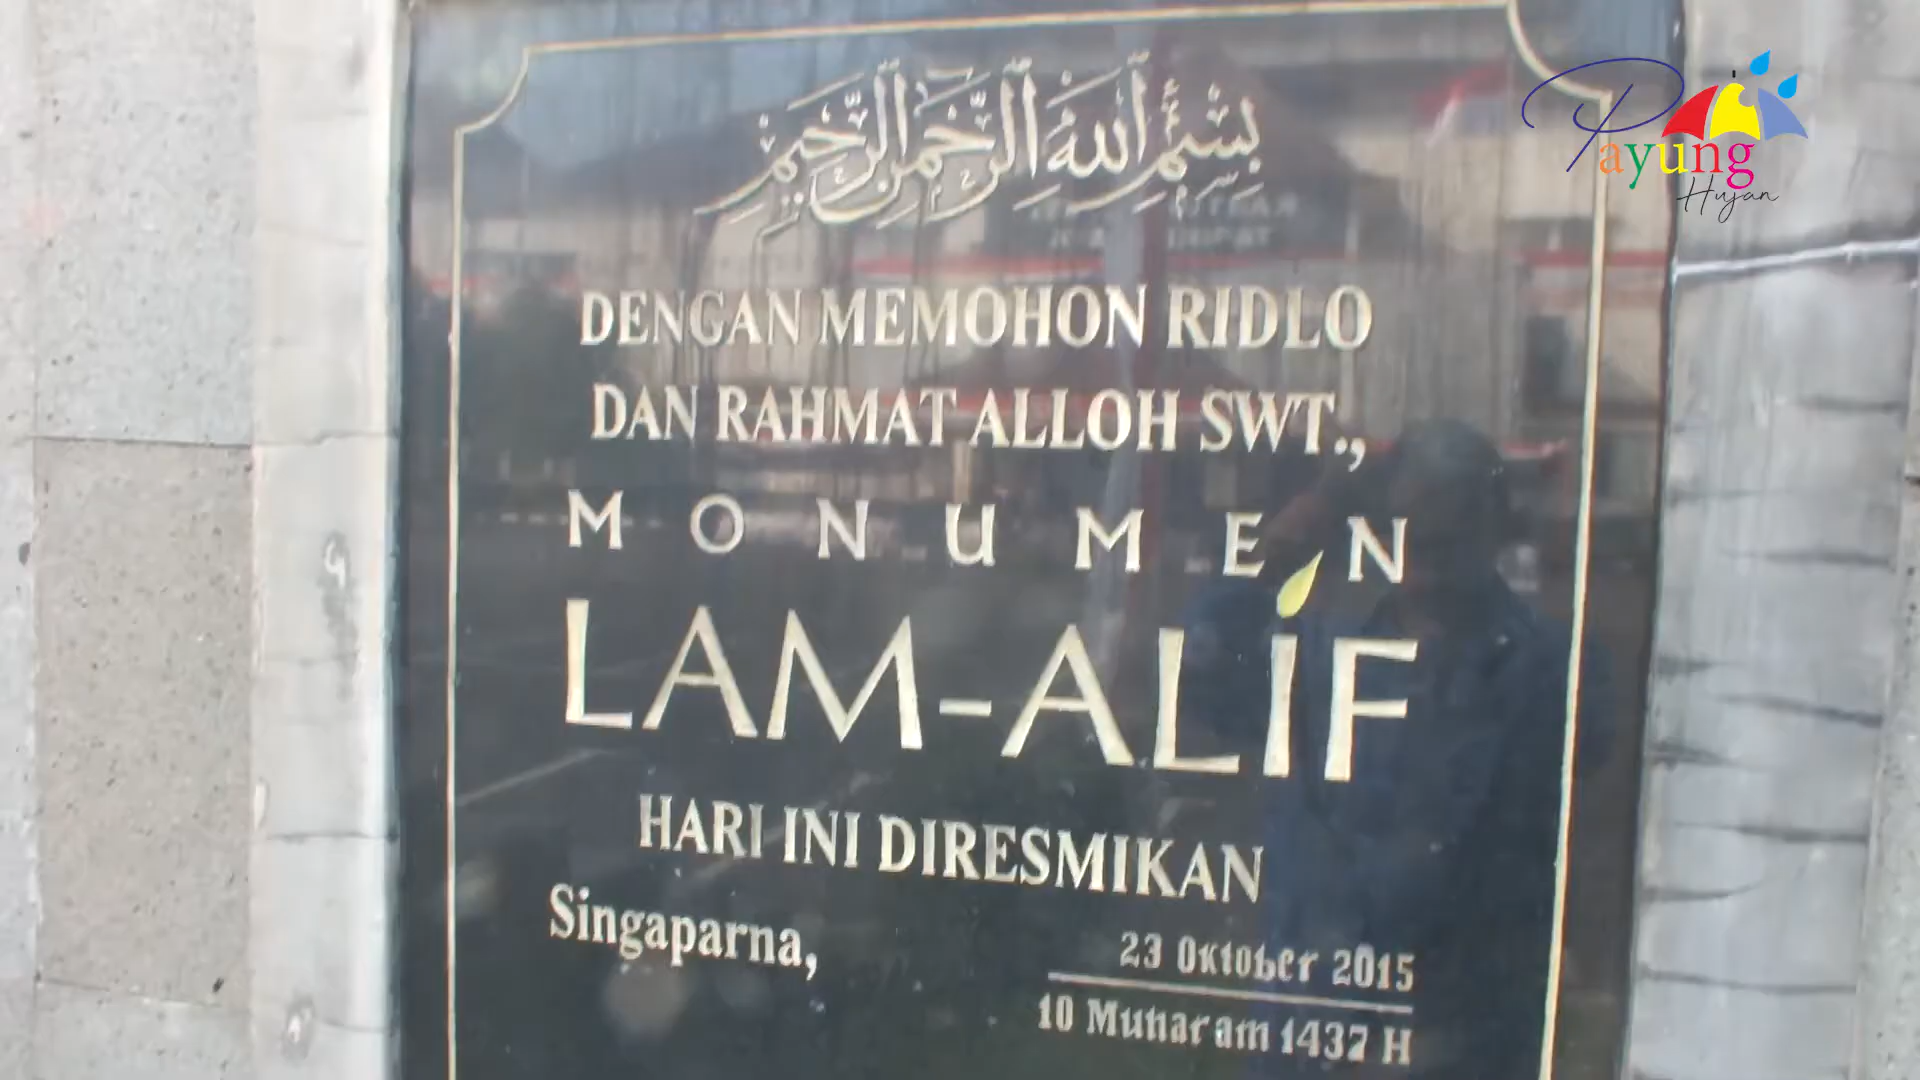 بِسْمِ اللهِ الرَّحْمٰنِ الرَّحِيْمِ
DENGAN MEMOHON RIDLO
DAN RAHMAT ALLOH SWT.,
MONUMEN
LAM-ALIF
HARI INI DIRESMIKAN
Singaparna,
23 Oktober 2015
10 Muharam 1437 H
Payung
Hujan